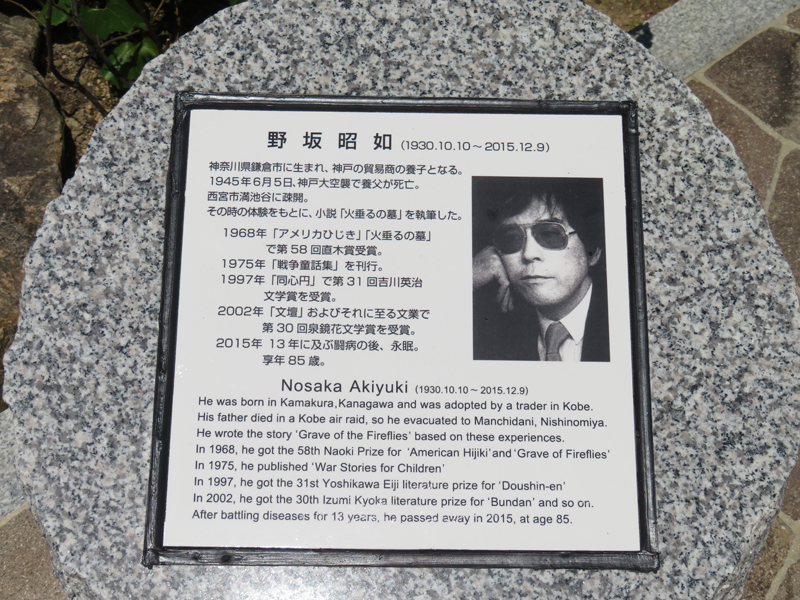 野坂昭如 (1930.10.10～2015.12.9)
神奈川県鎌倉市に生まれ、神戸の貿易商の養子となる。
1945年6月5日、神戸大空襲で養父が死亡。
西宮市満池谷に疎開。
その時の体験をもとに、小説「火垂るの墓」を執筆した。
1968年「アメリカひじき」「火垂るの墓」
で第58回直木賞受賞。
1975年「戦争童話集」を刊行。
1997年「同心円」で第31回吉川英治
文学賞を受賞。
2002年「文壇」およびそれに至る文業で
第30回泉鏡花文学賞を受賞。
2015年 13年に及ぶ闘病の後、永眠。
享年85歳。
Nosaka Akiyuki (1930.10.10～2015.12.9)
He was born in Kamakura,Kanagawa and was adopted by a trader in Kobe.
His father died in a Kobe air raid, so he evacuated to Manchidani, Nishinomiya.
He wrote the story 'Grave of the Fireflies' based on these experiences.
In 1968, he got the 58th Naoki Prize for 'American Hijiki' and 'Grave of Fireflies'
In 1975, he published 'War Stories for Children'
In 1997, he got the 31st Yoshikawa Eiji literature prize for 'Doushin-en'
In 2002, he got the 30th Izumi Kyoka literature prize for 'Bundan' and so on.
After battling diseases for 13 years, he passed away in 2015, at age 85.